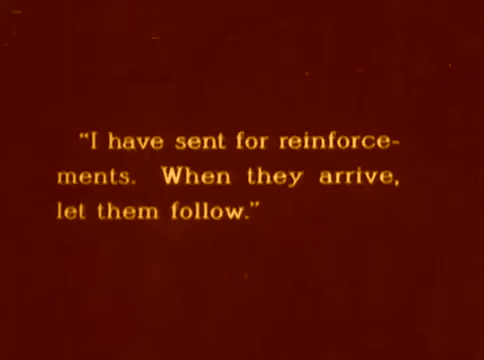 “I have sent for reinforce-
ments. When they arrive,
let them follow.”